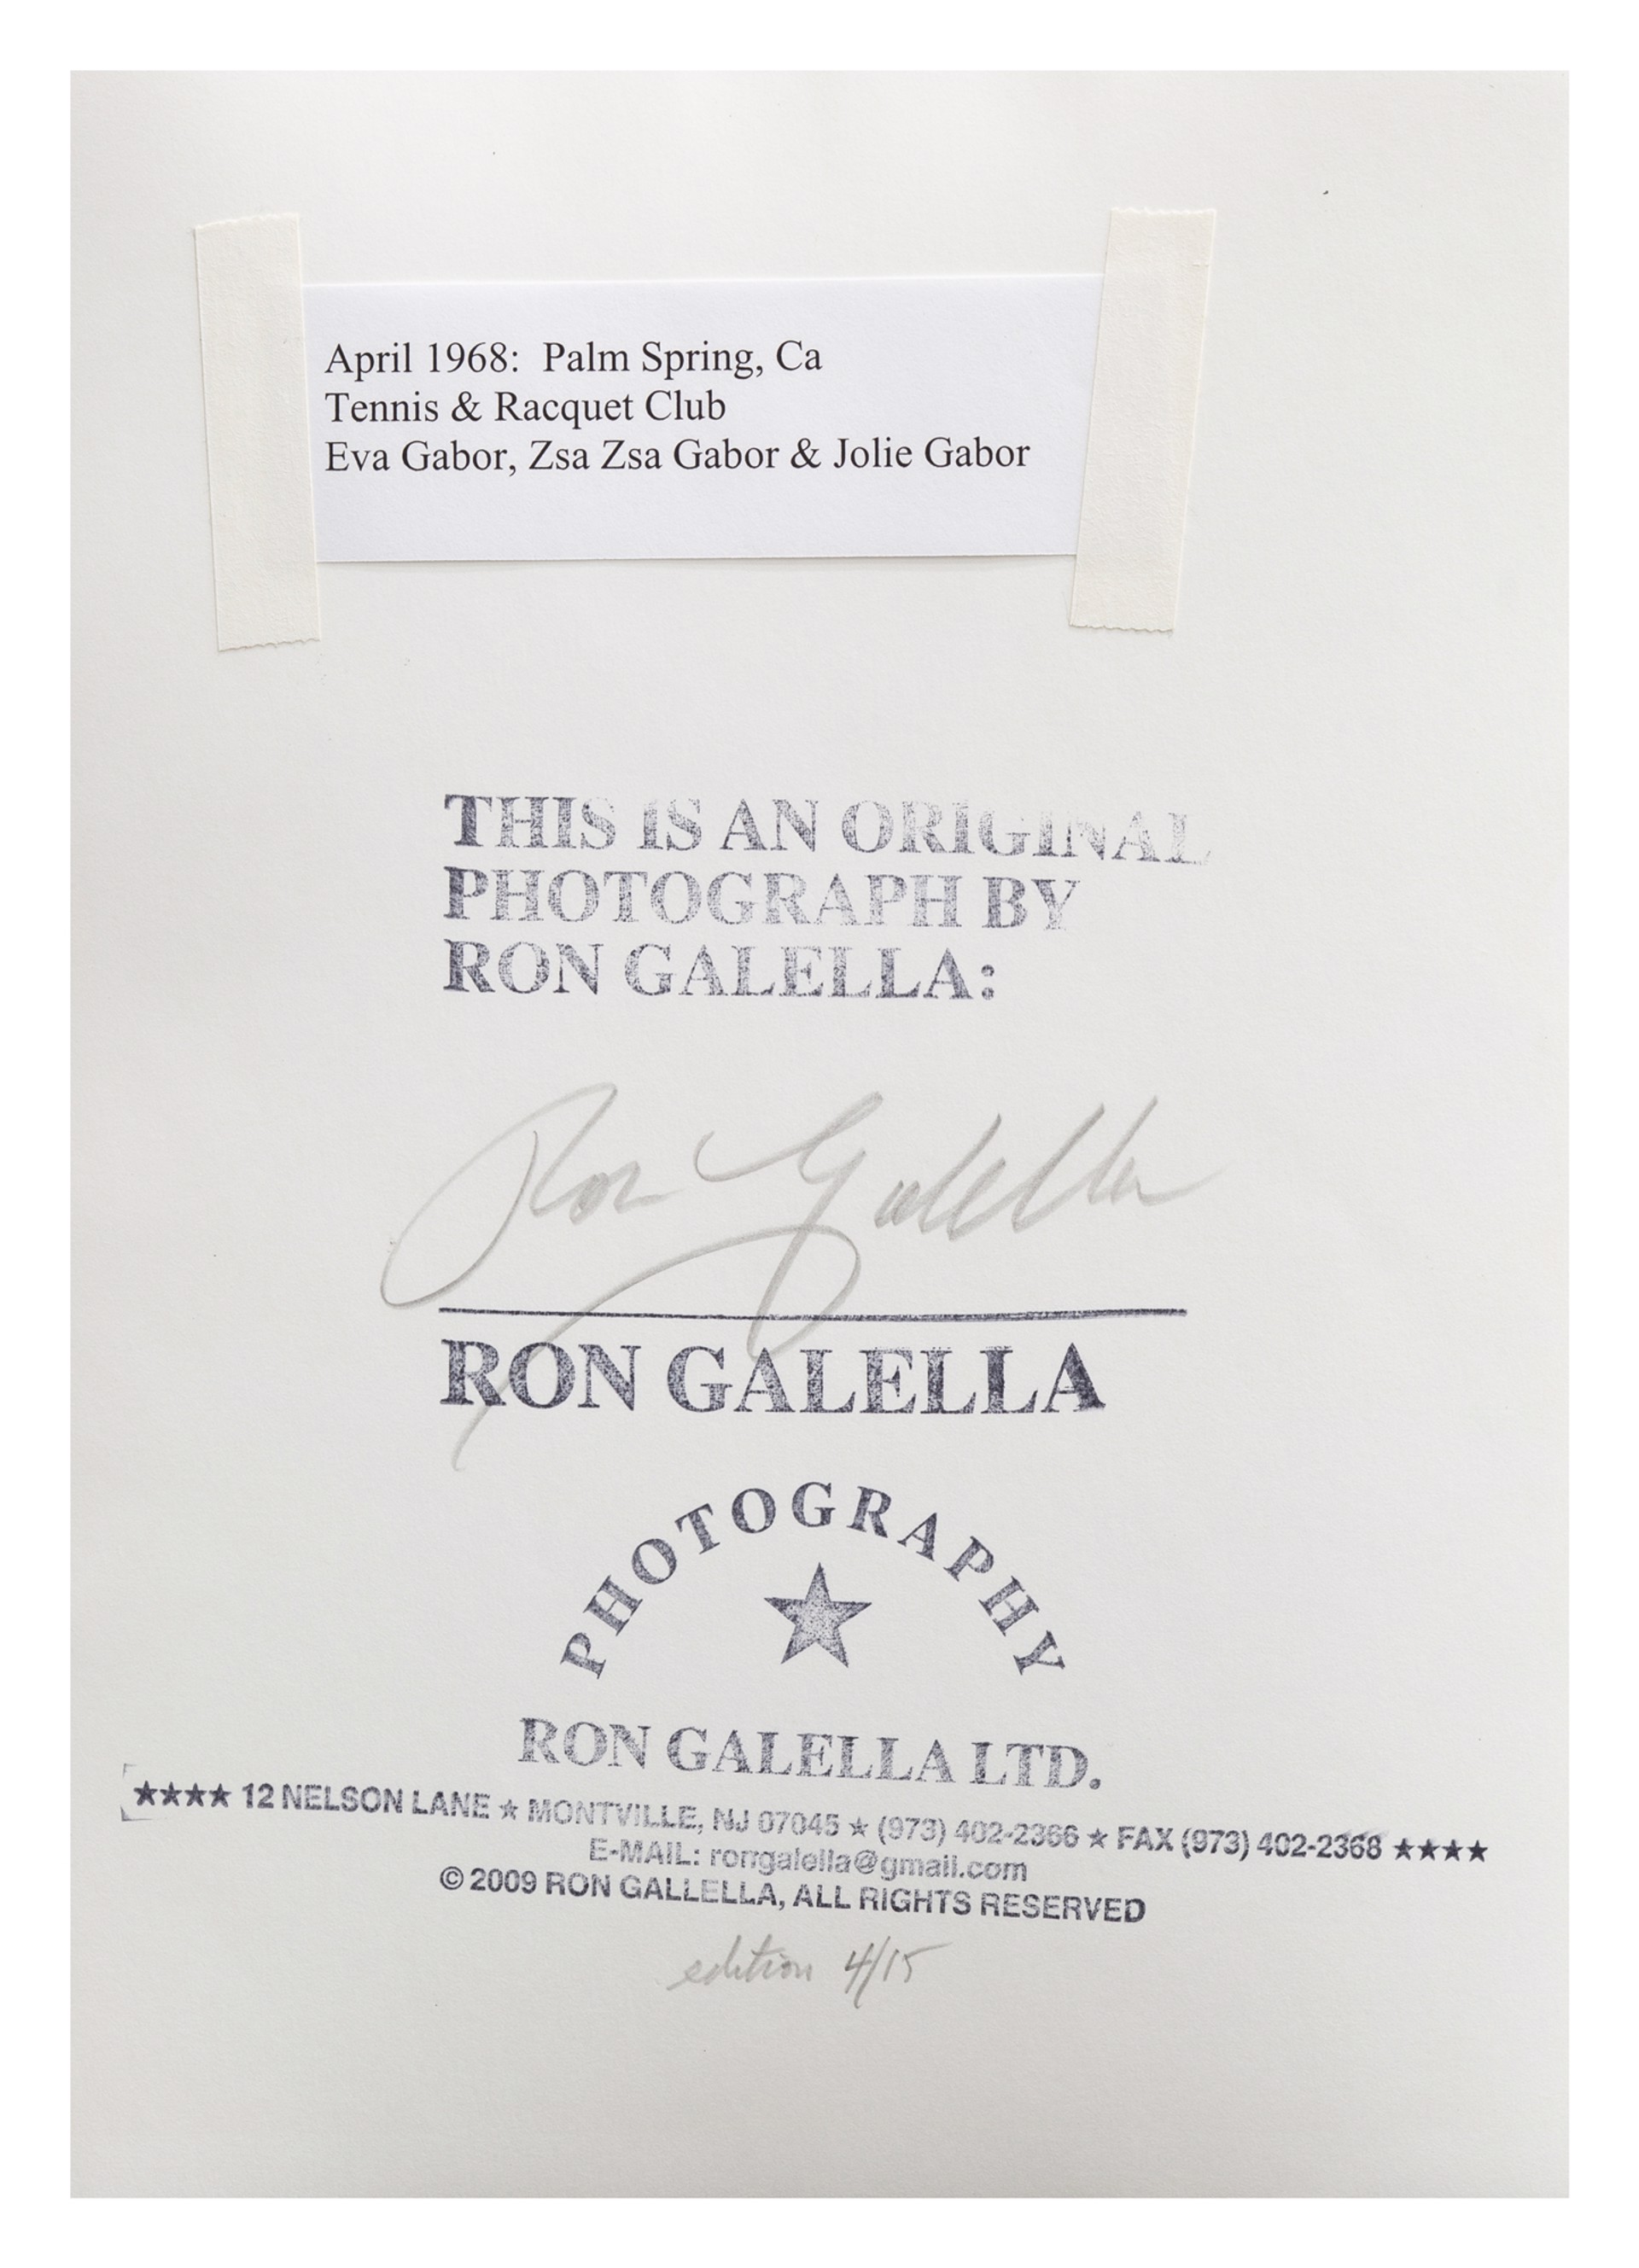 April 1968:  Palm Spring, Ca
Tennis & Racquet Club
Eva Gabor, Zsa Zsa Gabor & Jolie Gabor
THIS IS AN ORIGINAL
PHOTOGRAPH BY
RON GALELLA:
Ron Galella
RON GALELLA
PHOTOGRAPHY
★
RON GALELLA LTD.
★★★★ 12 NELSON LANE ★ MONTVILLE, NJ 07045 ★ (973) 402-2366 ★ FAX (973) 402-2368 ★★★★
E-MAIL: rongalella@gmail.com
© 2009 RON GALLELLA, ALL RIGHTS RESERVED
edition 4/15